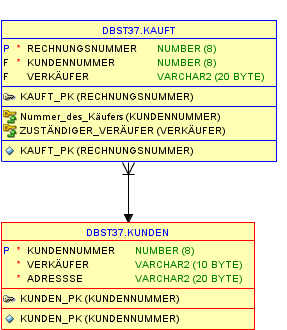 DBST37.KAUFT
P * RECHNUNGSNUMMER NUMBER (8)
F * KUNDENNUMMER NUMBER (8)
F VERKÄUFER VARCHAR2 (20 BYTE)
KAUFT_PK (RECHNUNGSNUMMER)
Nummer_des_Käufers (KUNDENNUMMER)
ZUSTÄNDIGER_VERÄUFER (VERKÄUFER)
KAUFT_PK (RECHNUNGSNUMMER)
DBST37.KUNDEN
P * KUNDENNUMMER NUMBER (8)
* VERKÄUFER VARCHAR2 (10 BYTE)
* ADRESSSE VARCHAR2 (20 BYTE)
KUNDEN_PK (KUNDENNUMMER)
KUNDEN_PK (KUNDENNUMMER)